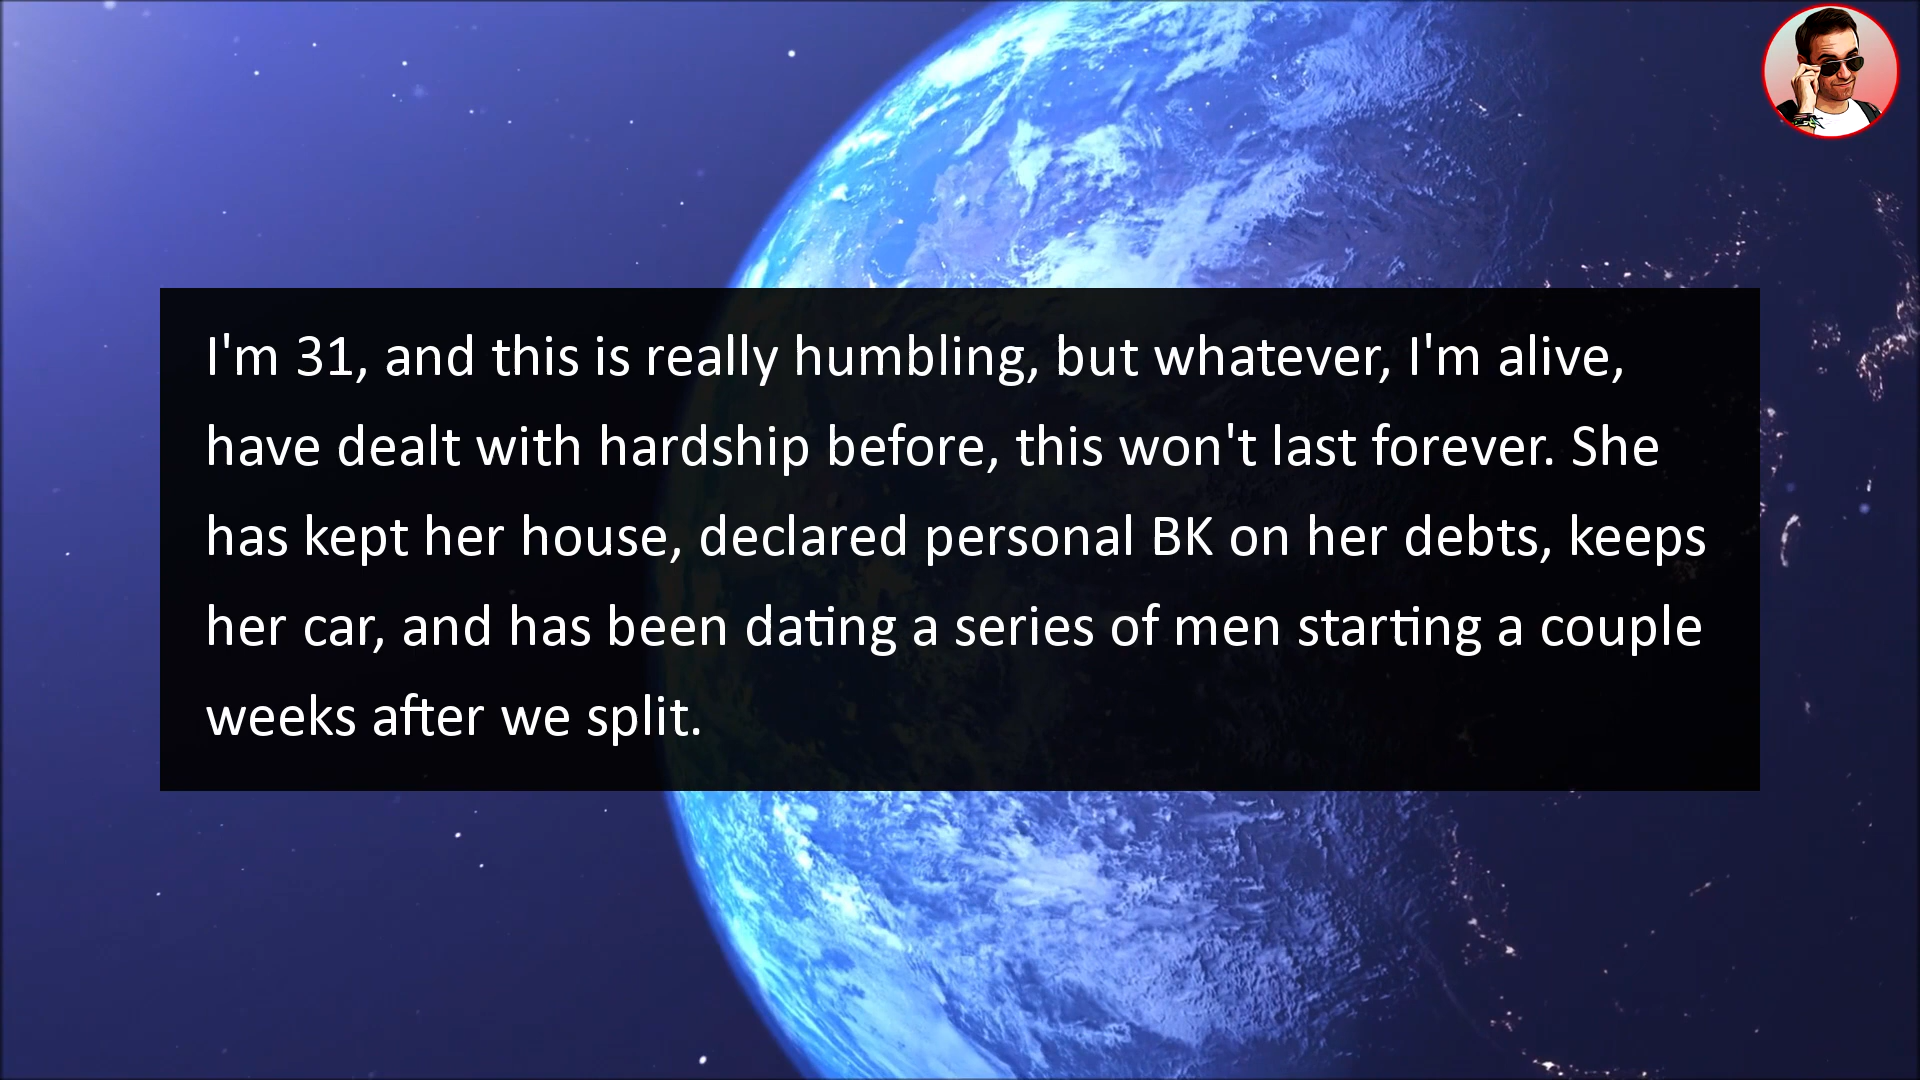 I'm 31, and this is really humbling, but whatever, I'm alive,
have dealt with hardship before, this won't last forever. She
has kept her house, declared personal BK on her debts, keeps
her car, and has been dating a series of men starting a couple
weeks after we split.